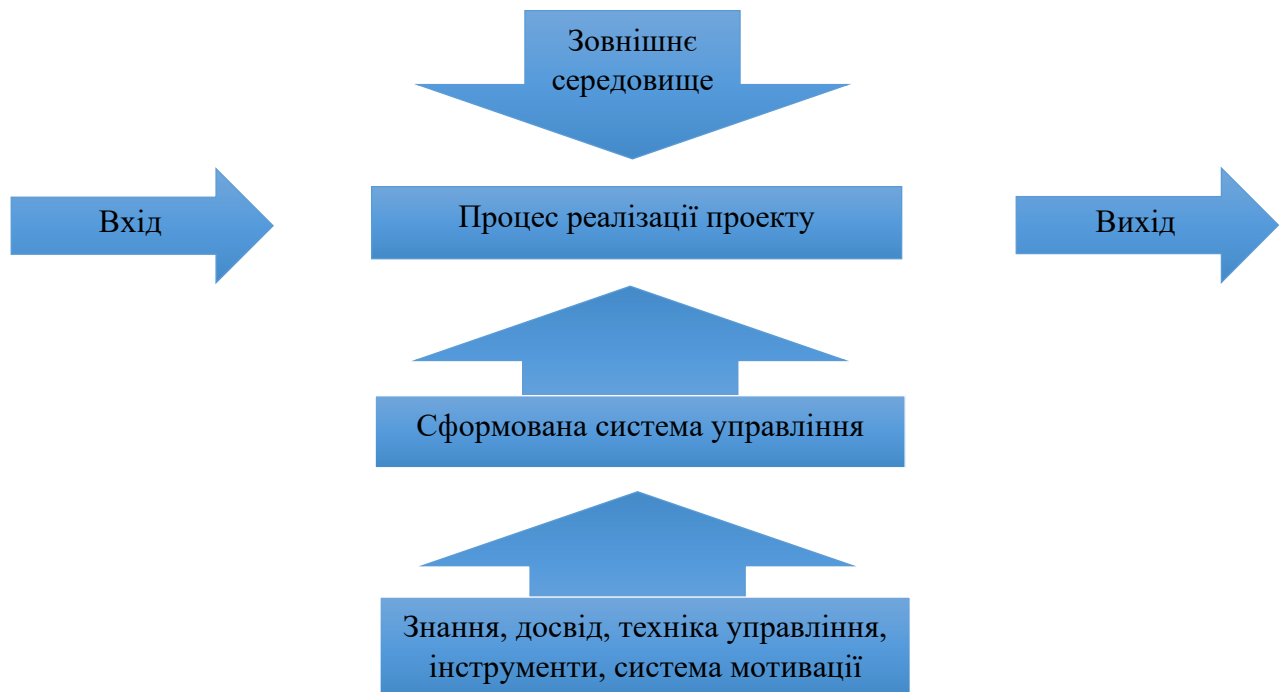 Зовнішнє
середовище
Вхід
Процес реалізації проекту
Вихід
Сформована система управління
Знання, досвід, техніка управління,
інструменти, система мотивації